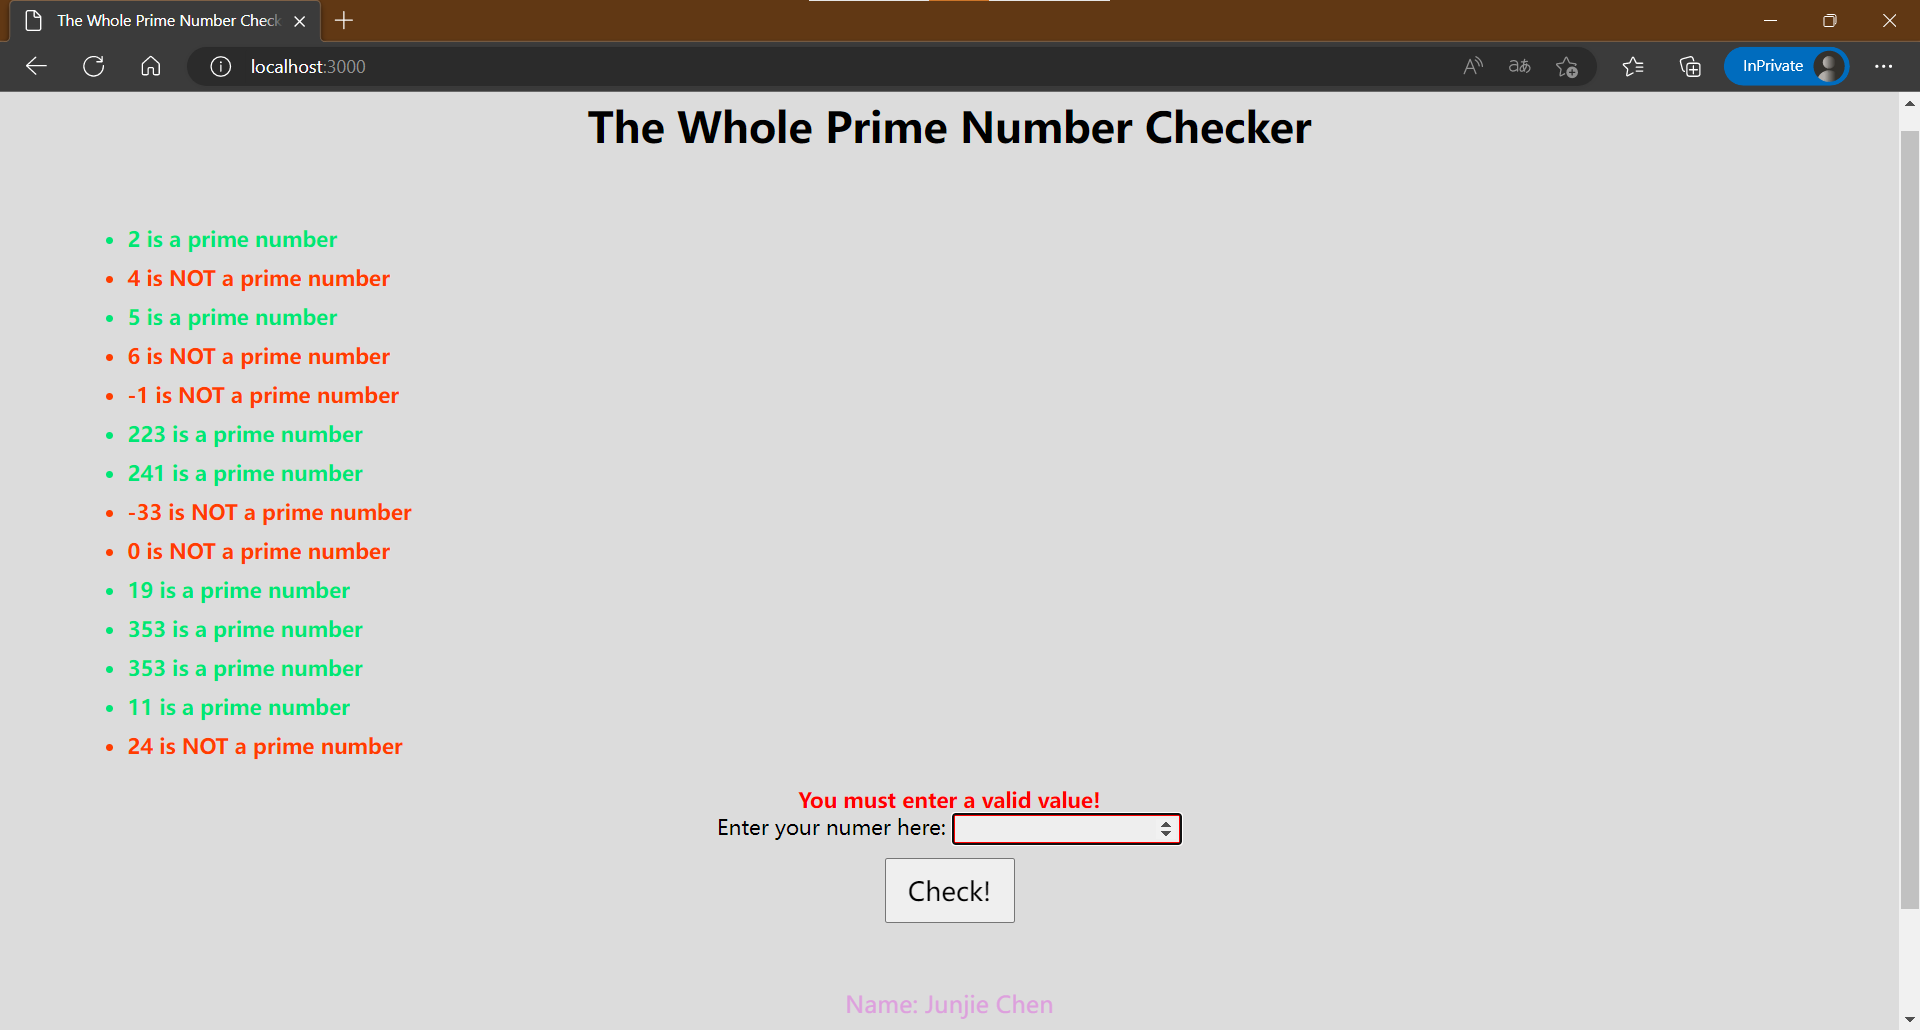 The Whole Prime Number Check
localhost:3000
aあ
InPrivate
The Whole Prime Number Checker
2 is a prime number
4 is NOT a prime number
5 is a prime number
6 is NOT a prime number
-1 is NOT a prime number
223 is a prime number
241 is a prime number
-33 is NOT a prime number
0 is NOT a prime number
19 is a prime number
353 is a prime number
353 is a prime number
11 is a prime number
24 is NOT a prime number
You must enter a valid value!
Enter your numer here:
Check!
Name: Junjie Chen